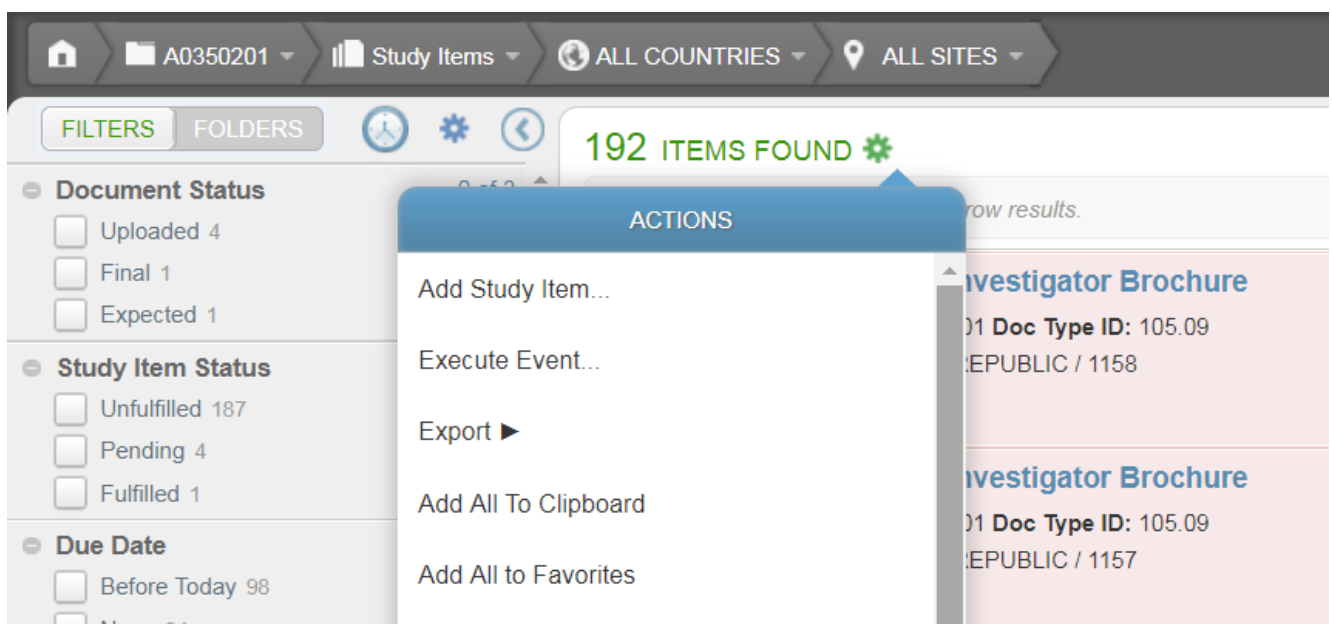 A0350201
Study Items
ALL COUNTRIES
ALL SITES
FILTERS
FOLDERS
192 ITEMS FOUND
Document Status
Uploaded 4
Final 1
Expected 1
Study Item Status
Unfulfilled 187
Pending 4
Fulfilled 1
Due Date
Before Today 98
ACTIONS
Add Study Item...
Execute Event...
Export ►
Add All To Clipboard
Add All to Favorites
row results.
nvestigator Brochure
01 Doc Type ID: 105.09
EPUBLIC / 1158
nvestigator Brochure
01 Doc Type ID: 105.09
EPUBLIC / 1157